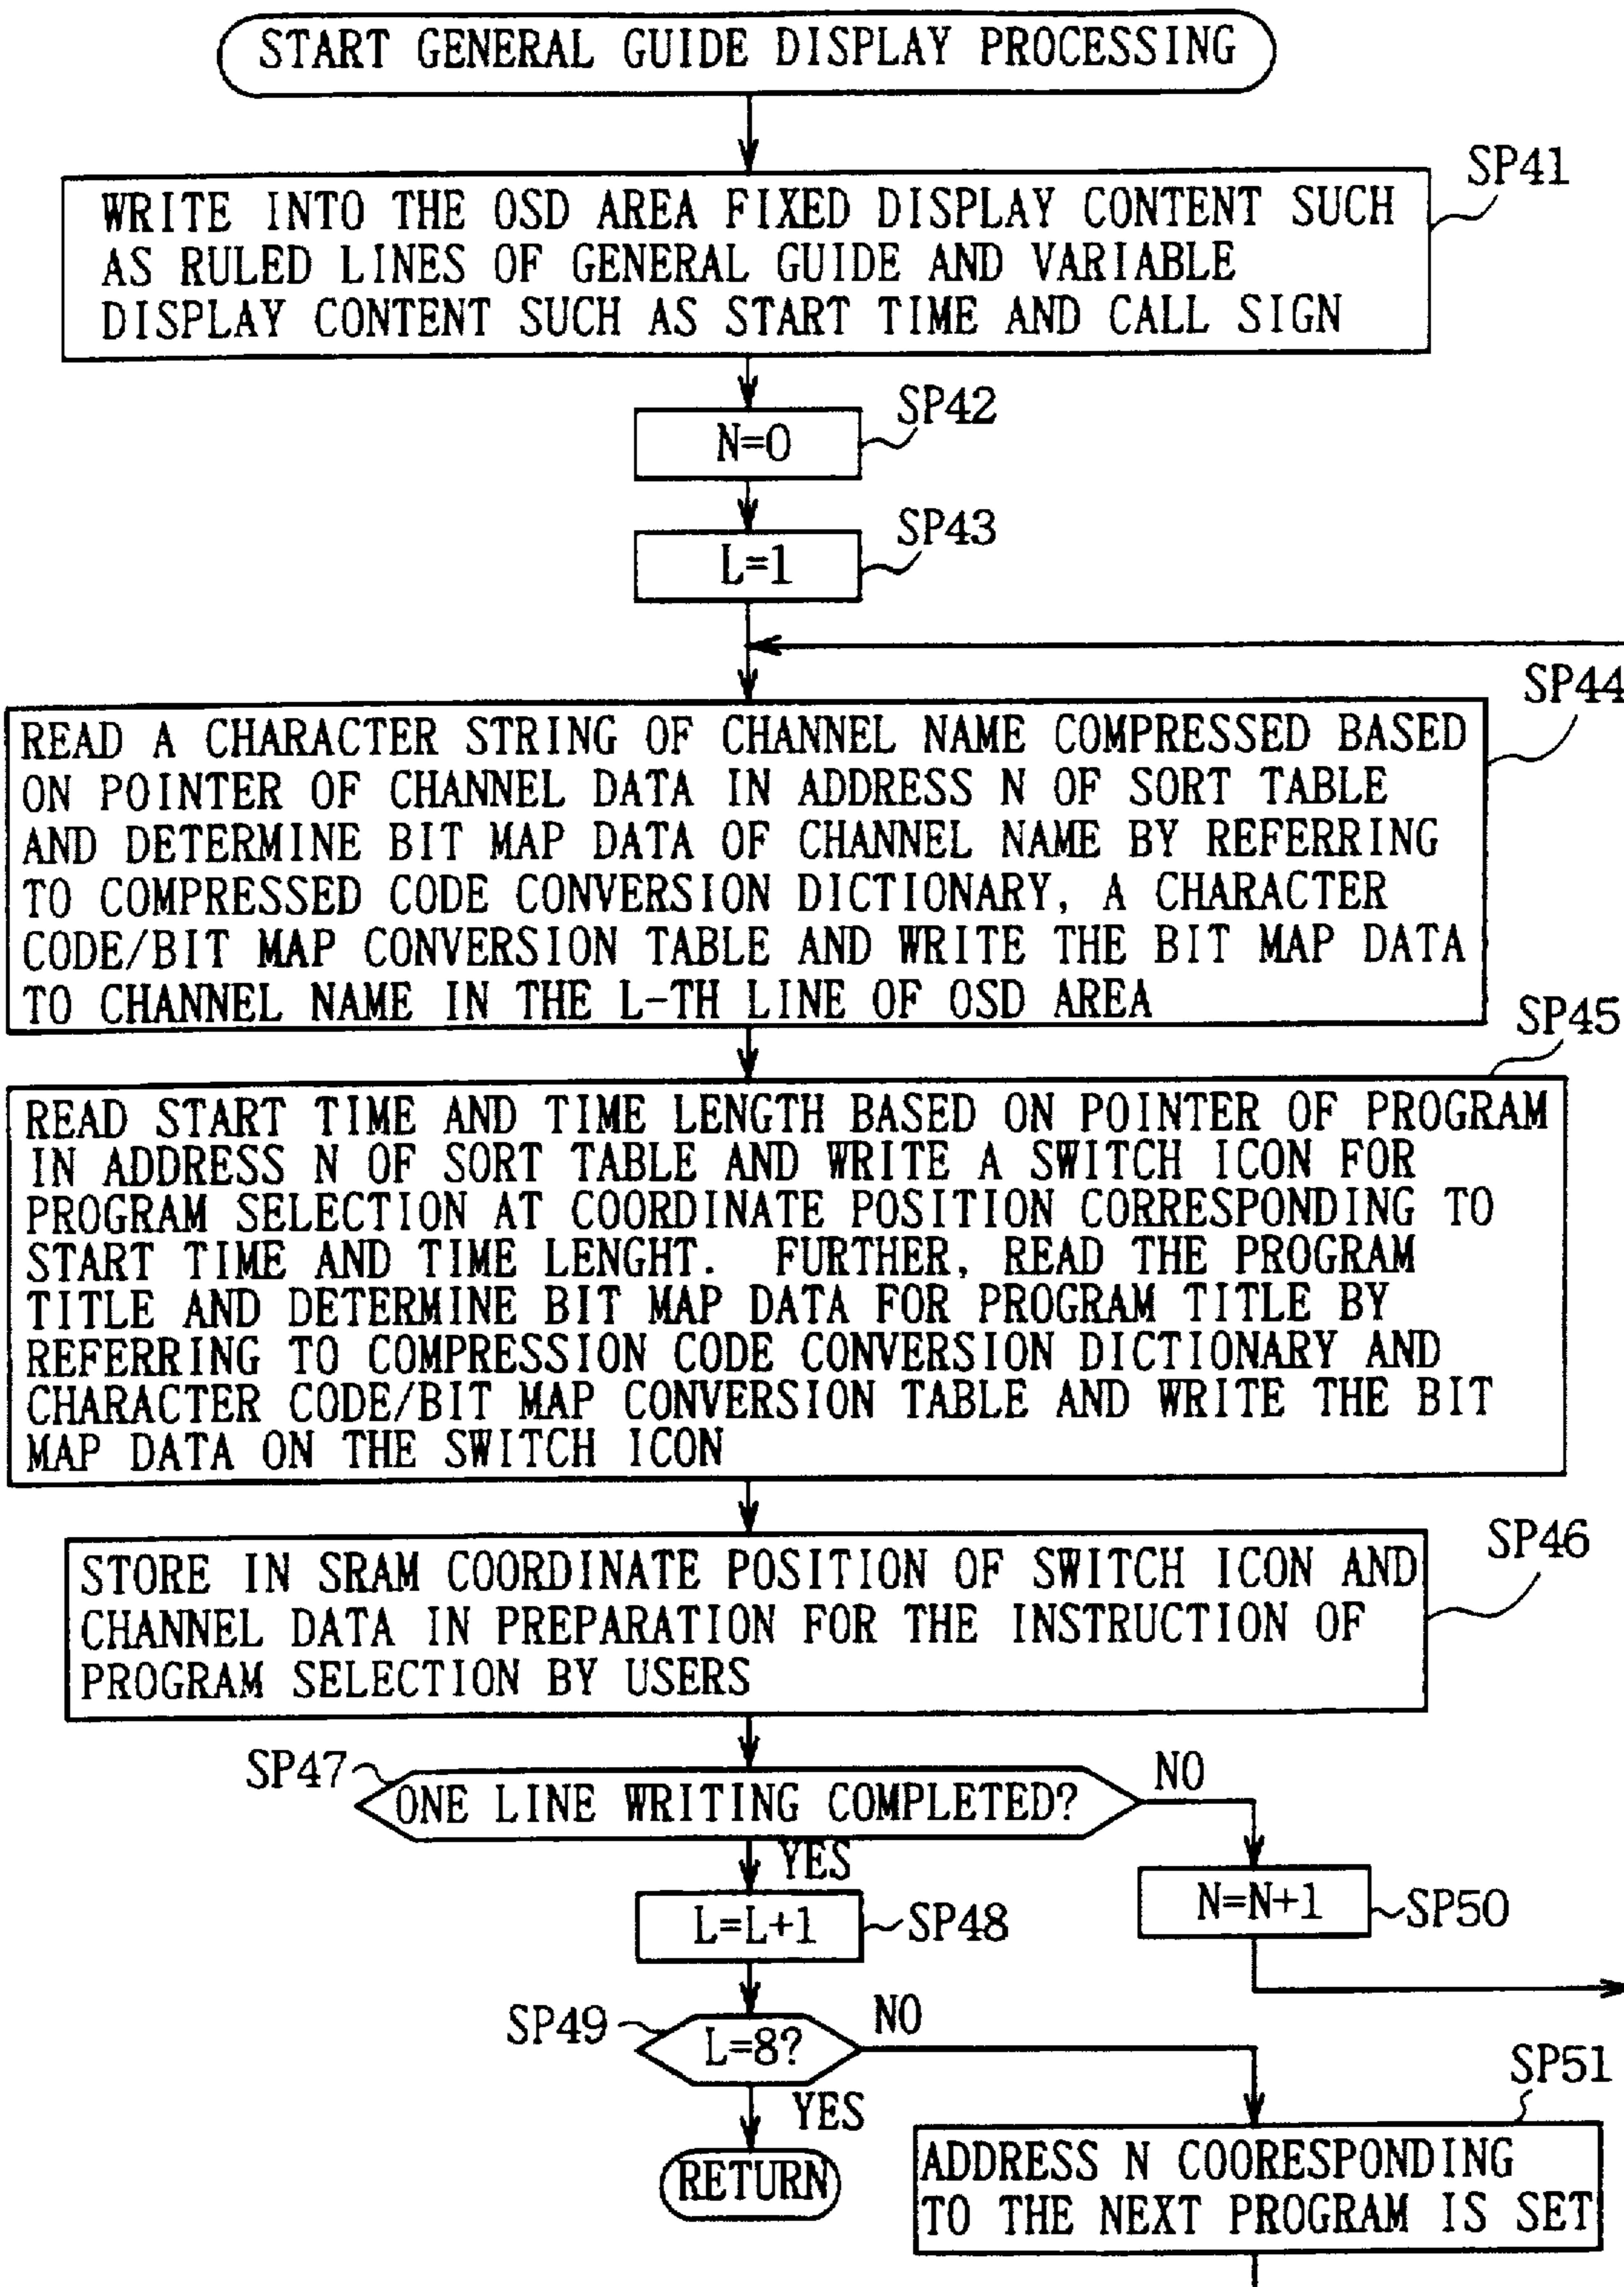 START GENERAL GUIDE DISPLAY PROCESSING
SP41
WRITE INTO THE OSD AREA FIXED DISPLAY CONTENT SUCH
AS RULED LINES OF GENERAL GUIDE AND VARIABLE
DISPLAY CONTENT SUCH AS START TIME AND CALL SIGN
SP42
N=0
SP43
L=1
SP44
READ A CHARACTER STRING OF CHANNEL NAME COMPRESSED BASED
ON POINTER OF CHANNEL DATA IN ADDRESS N OF SORT TABLE
AND DETERMINE BIT MAP DATA OF CHANNEL NAME BY REFERRING
TO COMPRESSED CODE CONVERSION DICTIONARY, A CHARACTER
CODE/BIT MAP CONVERSION TABLE AND WRITE THE BIT MAP DATA
TO CHANNEL NAME IN THE L-TH LINE OF OSD AREA
SP45
READ START TIME AND TIME LENGTH BASED ON POINTER OF PROGRAM
IN ADDRESS N OF SORT TABLE AND WRITE A SWITCH ICON FOR
PROGRAM SELECTION AT COORDINATE POSITION CORRESPONDING TO
START TIME AND TIME LENGHT. FURTHER, READ THE PROGRAM
TITLE AND DETERMINE BIT MAP DATA FOR PROGRAM TITLE BY
REFERRING TO COMPRESSION CODE CONVERSION DICTIONARY AND
CHARACTER CODE/BIT MAP CONVERSION TABLE AND WRITE THE BIT
MAP DATA ON THE SWITCH ICON
SP46
STORE IN SRAM COORDINATE POSITION OF SWITCH ICON AND
CHANNEL DATA IN PREPARATION FOR THE INSTRUCTION OF
PROGRAM SELECTION BY USERS
SP47
ONE LINE WRITING COMPLETED?
NO
YES
L=L+1
SP48
N=N+1
SP50
SP49
L=8?
NO
YES
RETURN
SP51
ADDRESS N COORESPONDING
TO THE NEXT PROGRAM IS SET